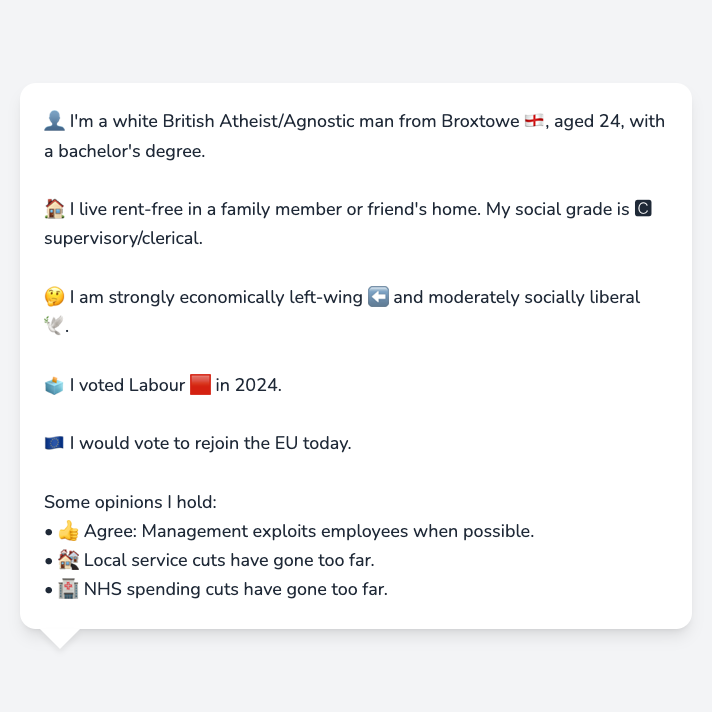 👤 I'm a white British Atheist/Agnostic man from Broxtowe 🏴󠁧󠁢󠁥󠁮󠁧󠁿, aged 24, with
a bachelor's degree.
🏠 I live rent-free in a family member or friend's home. My social grade is 🅲
supervisory/clerical.
🤔 I am strongly economically left-wing ⬅️ and moderately socially liberal
🕊️.
🗳️ I voted Labour 🟥 in 2024.
🇪🇺 I would vote to rejoin the EU today.
Some opinions I hold:
• 👍 Agree: Management exploits employees when possible.
• 🏘️ Local service cuts have gone too far.
• 🏥 NHS spending cuts have gone too far.